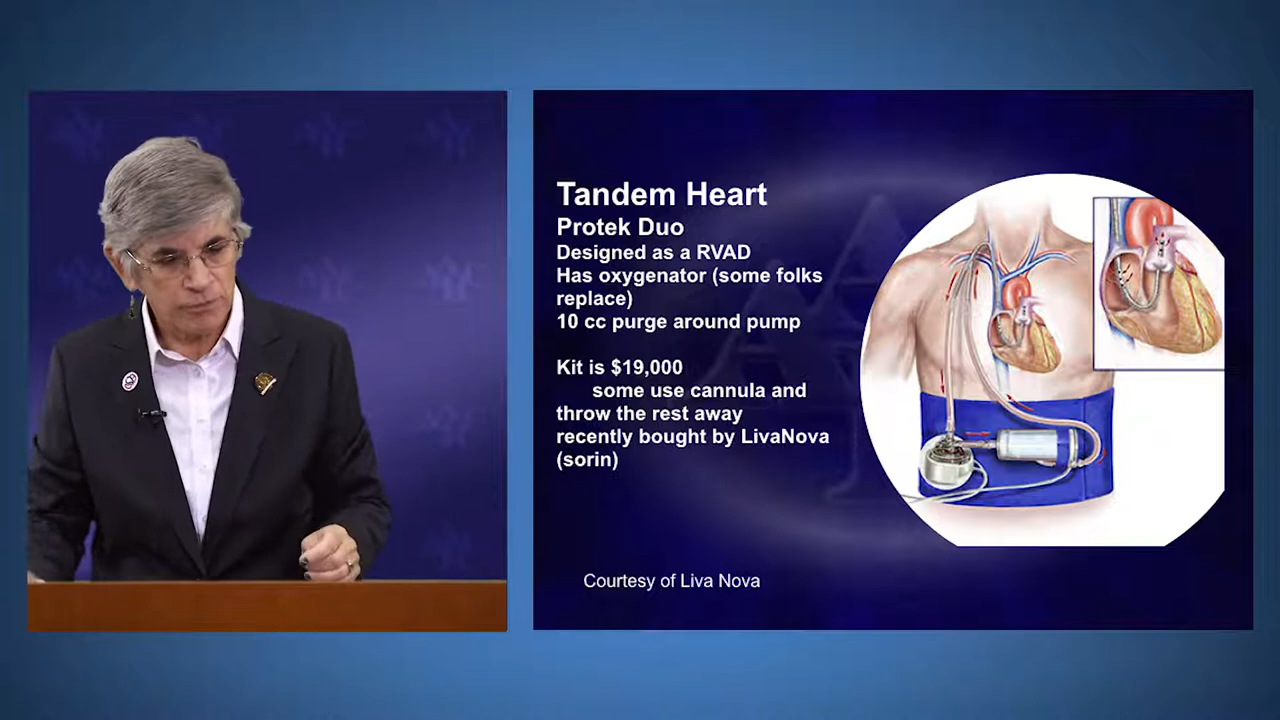 Tandem Heart
Protek Duo
Designed as a RVAD
Has oxygenator (some folks
replace)
10 cc purge around pump
Kit is $19,000
some use cannula and
throw the rest away
recently bought by LivaNova
(sorin)
Courtesy of Liva Nova